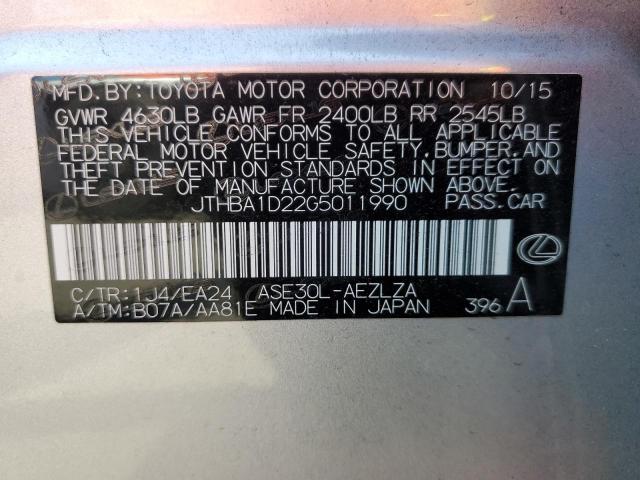 MFD.BY:TOYOTA MOTOR CORPORATION 10/15
GVWR 4630LB GAWR FR 2400LB RR 2545LB
THIS VEHICLE CONFORMS TO ALL APPLICABLE
FEDERAL MOTOR VEHICLE SAFETY,BUMPER,AND
THEFT PREVENTION STANDARDS IN EFFECT ON
THE DATE OF MANUFACTURE SHOWN ABOVE.
JTHBA1D22G5011990 PASS.CAR
C/TR:1J4/EA24 ASE30L-AEZLZA
A/TM:B07A/AA81E MADE IN JAPAN 396 A